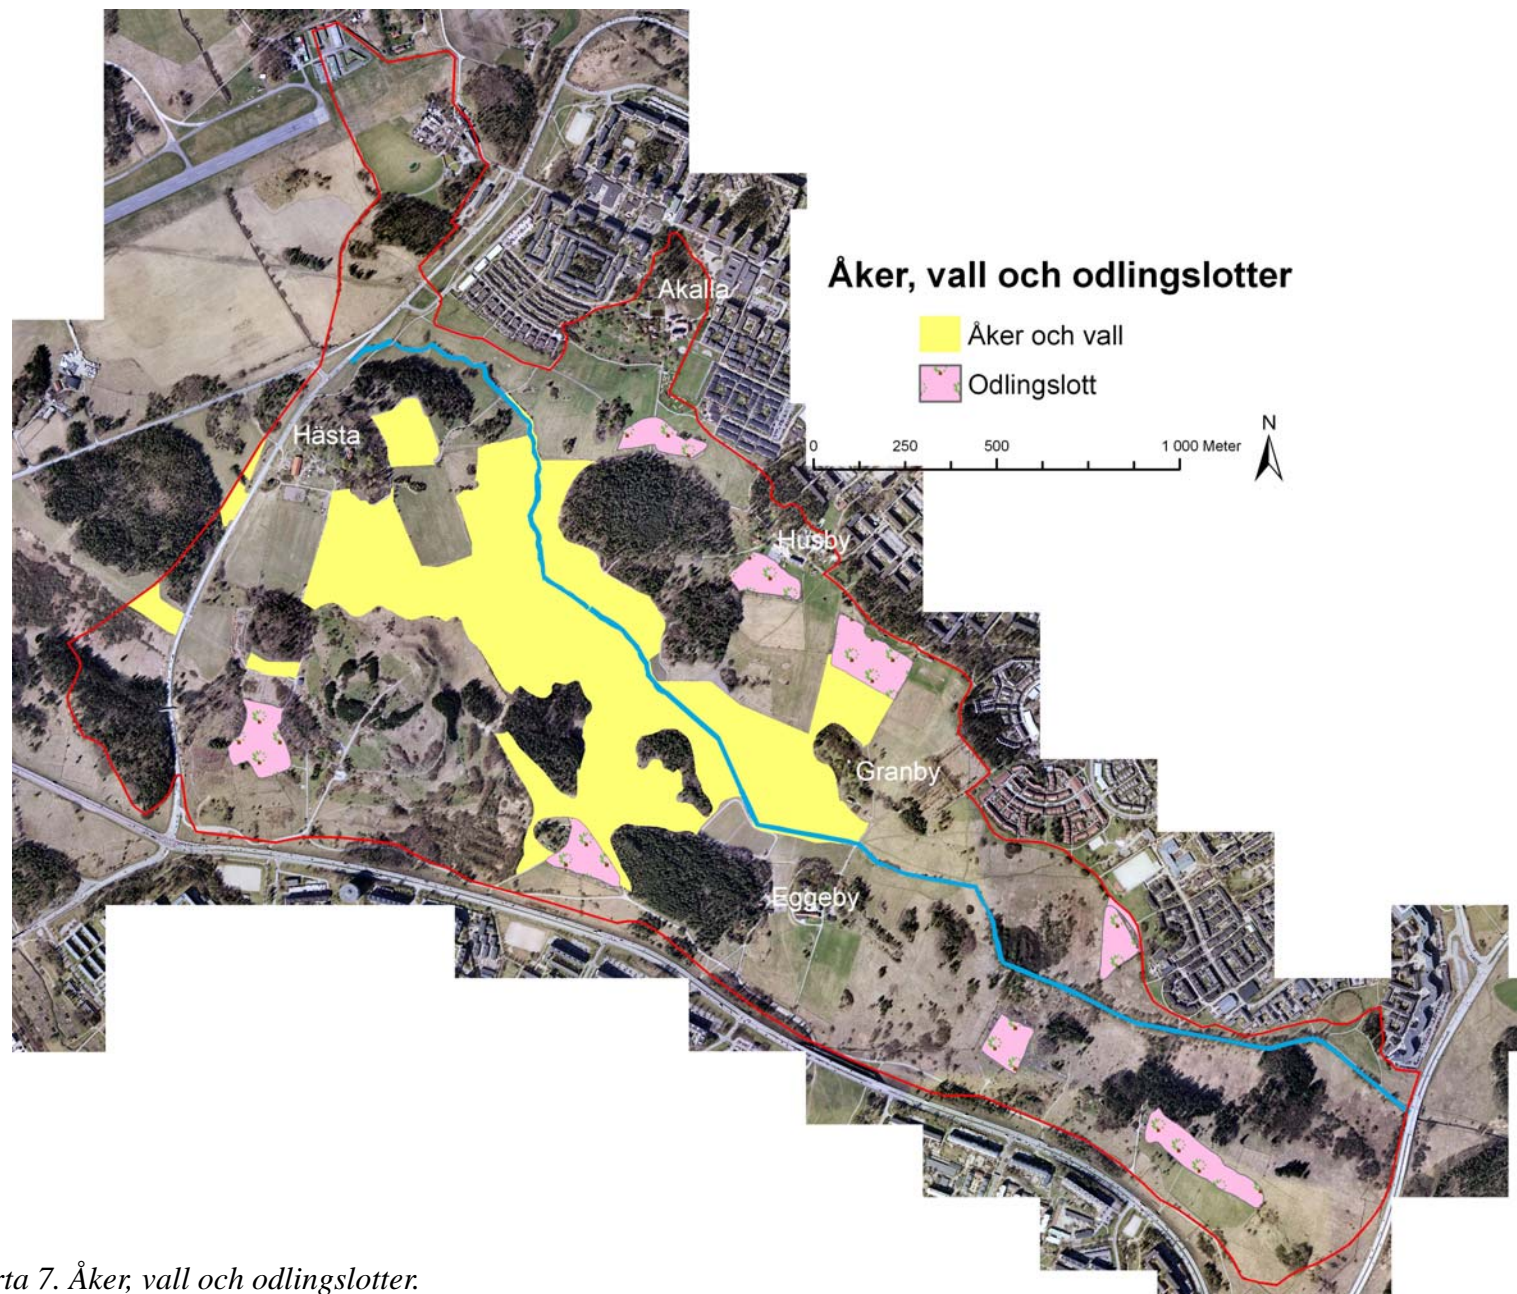 Åker, vall och odlingslotter
Åker och vall
Odlingslott
N
0 250 500 1 000 Meter
Akalla
Hästa
Husby
Granby
Eggeby
rta 7. Åker, vall och odlingslotter.